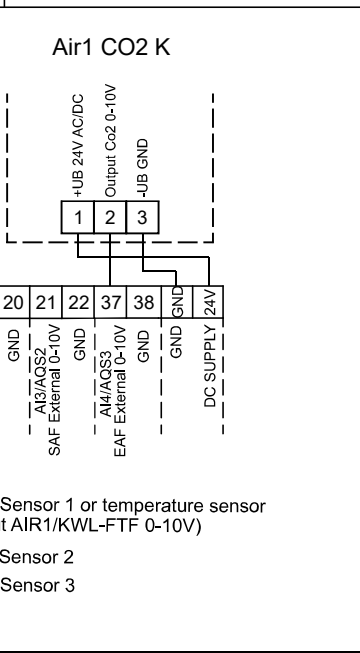 Air1 CO2 K
+UB 24V AC/DC
Output Co2 0-10V
-UB GND
1 2 3
20 21 22 37 38 GND 24V
GND
AI3/AQS2
SAF External 0-10V
GND
AI4/AQS3
EAF External 0-10V
GND
GND
DC SUPPLY
Sensor 1 or temperature sensor
t AIR1/KWL-FTF 0-10V)
Sensor 2
Sensor 3